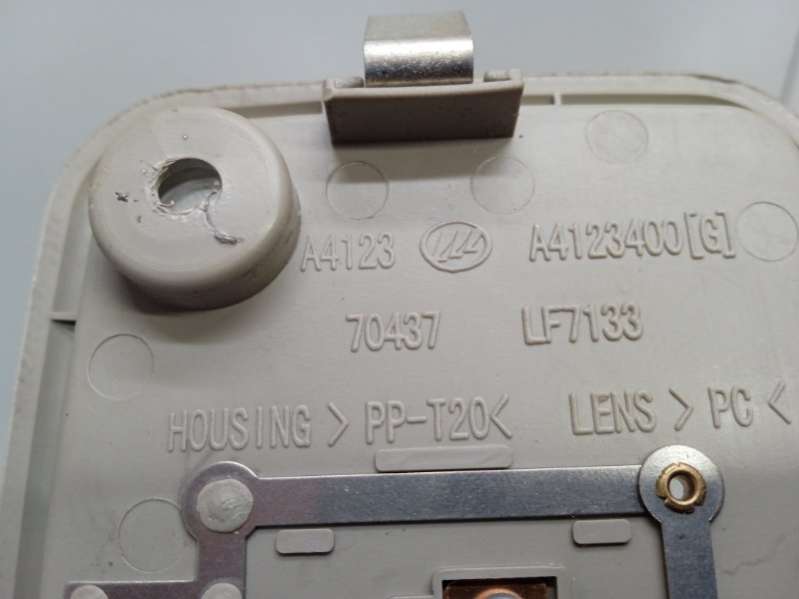 A4123 A4123400[G]
70437 LF7133
HOUSING > PP-T20< LENS > PC <